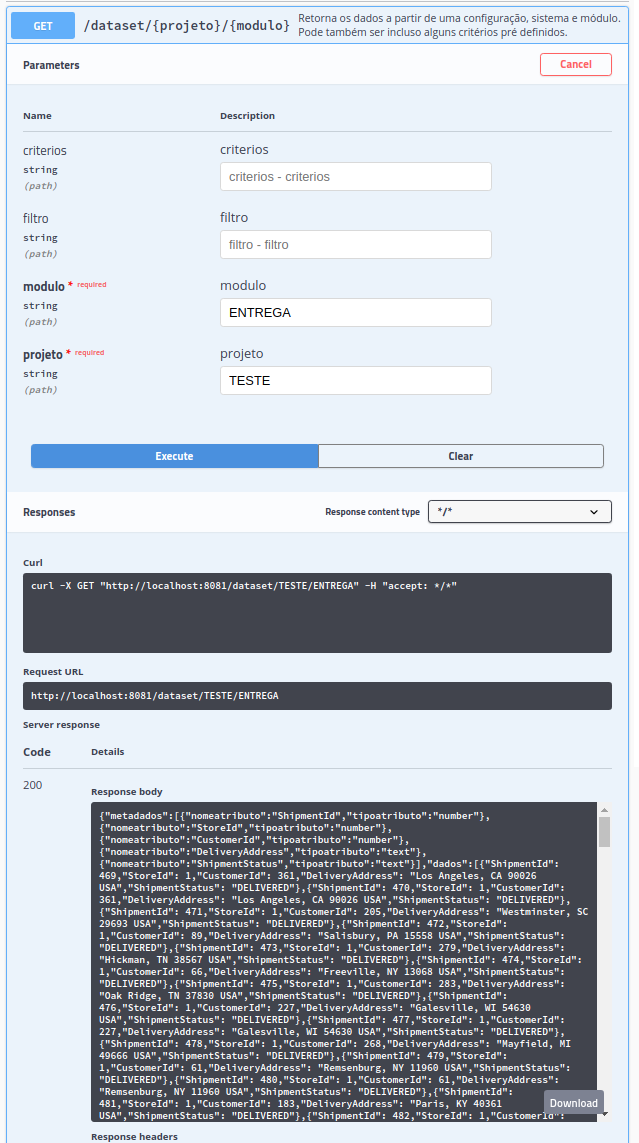 GET /dataset/{projeto}/{modulo} Retorna os dados a partir de uma configuração, sistema e módulo.
Pode também ser incluso alguns critérios pré definidos.
Parameters Cancel
Name Description
criterios criterios
string
(path) criterios - criterios
filtro filtro
string
(path) filtro - filtro
modulo * required modulo
string
(path) ENTREGA
projeto * required projeto
string
(path) TESTE
Execute Clear
Responses Response content type */*
Curl
curl -X GET "http://localhost:8081/dataset/TESTE/ENTREGA" -H "accept: */*"
Request URL
http://localhost:8081/dataset/TESTE/ENTREGA
Server response
Code Details
200
Response body
{"metadados":[{"nomeatributo":"ShipmentId","tipoatributo":"number"},
{"nomeatributo":"StoreId","tipoatributo":"number"},
{"nomeatributo":"CustomerId","tipoatributo":"number"},
{"nomeatributo":"DeliveryAddress","tipoatributo":"text"},
{"nomeatributo":"ShipmentStatus","tipoatributo":"text"}],"dados":[{"ShipmentId":
469,"StoreId": 1,"CustomerId": 361,"DeliveryAddress": "Los Angeles, CA 90026
USA","ShipmentStatus": "DELIVERED"},{"ShipmentId": 470,"StoreId": 1,"CustomerId":
361,"DeliveryAddress": "Los Angeles, CA 90026 USA","ShipmentStatus": "DELIVERED"},
{"ShipmentId": 471,"StoreId": 1,"CustomerId": 205,"DeliveryAddress": "Westminster, SC
29693 USA","ShipmentStatus": "DELIVERED"},{"ShipmentId": 472,"StoreId":
1,"CustomerId": 89,"DeliveryAddress": "Salisbury, PA 15558 USA","ShipmentStatus":
"DELIVERED"},{"ShipmentId": 473,"StoreId": 1,"CustomerId": 279,"DeliveryAddress":
"Hickman, TN 38567 USA","ShipmentStatus": "DELIVERED"},{"ShipmentId": 474,"StoreId":
1,"CustomerId": 66,"DeliveryAddress": "Freeville, NY 13068 USA","ShipmentStatus":
"DELIVERED"},{"ShipmentId": 475,"StoreId": 1,"CustomerId": 283,"DeliveryAddress":
"Oak Ridge, TN 37830 USA","ShipmentStatus": "DELIVERED"},{"ShipmentId":
476,"StoreId": 1,"CustomerId": 227,"DeliveryAddress": "Galesville, WI 54630
USA","ShipmentStatus": "DELIVERED"},{"ShipmentId": 477,"StoreId": 1,"CustomerId":
227,"DeliveryAddress": "Galesville, WI 54630 USA","ShipmentStatus": "DELIVERED"},
{"ShipmentId": 478,"StoreId": 1,"CustomerId": 268,"DeliveryAddress": "Mayfield, MI
49666 USA","ShipmentStatus": "DELIVERED"},{"ShipmentId": 479,"StoreId":
1,"CustomerId": 61,"DeliveryAddress": "Remsenburg, NY 11960 USA","ShipmentStatus":
"DELIVERED"},{"ShipmentId": 480,"StoreId": 1,"CustomerId": 61,"DeliveryAddress":
"Remsenburg, NY 11960 USA","ShipmentStatus": "DELIVERED"},{"ShipmentId":
481,"StoreId": 1,"CustomerId": 183,"DeliveryAddress": "Paris, KY 40361
USA","ShipmentStatus": "DELIVERED"},{"ShipmentId": 482,"StoreId": 1,"CustomerId":
Download
Response headers